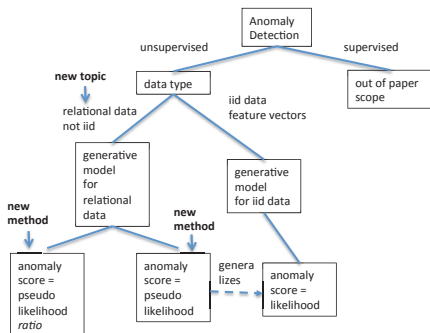 Anomaly
Detection
unsupervised
supervised
new topic
data type
out of paper
scope
relational data
not iid
iid data
feature vectors
generative
model
for
relational
data
generative
model
for iid data
new
method
new
method
anomaly
score =
pseudo
likelihood
ratio
anomaly
score =
pseudo
likelihood
genera
lizes
anomaly
score =
likelihood